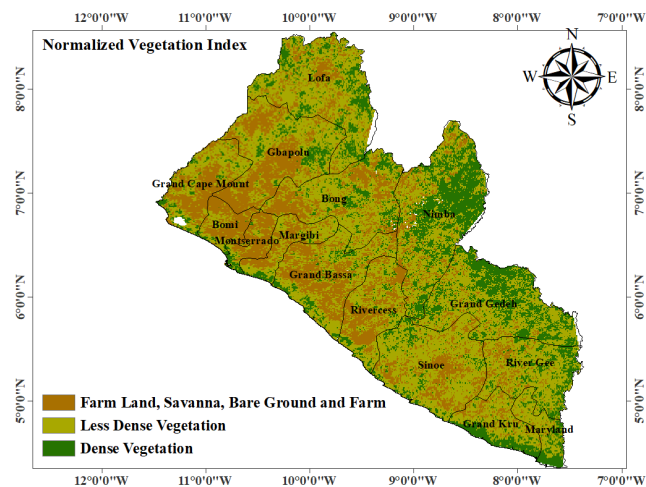 12°0'0"W 11°0'0"W 10°0'0"W 9°0'0"W 8°0'0"W 7°0'0"W
Normalized Vegetation Index
N
W E
S
8°0'0"N 8°0'0"N
7°0'0"N 7°0'0"N
6°0'0"N 6°0'0"N
5°0'0"N 5°0'0"N
Lofa
Gbapolu
Grand Cape Mount
Bong
Nimba
Bomi
Montserrado
Margibi
Grand Bassa
Grand Gedeh
Rivercess
Sinoe
River Gee
Grand Kru
Maryland
Farm Land, Savanna, Bare Ground and Farm
Less Dense Vegetation
Dense Vegetation
12°0'0"W 11°0'0"W 10°0'0"W 9°0'0"W 8°0'0"W 7°0'0"W